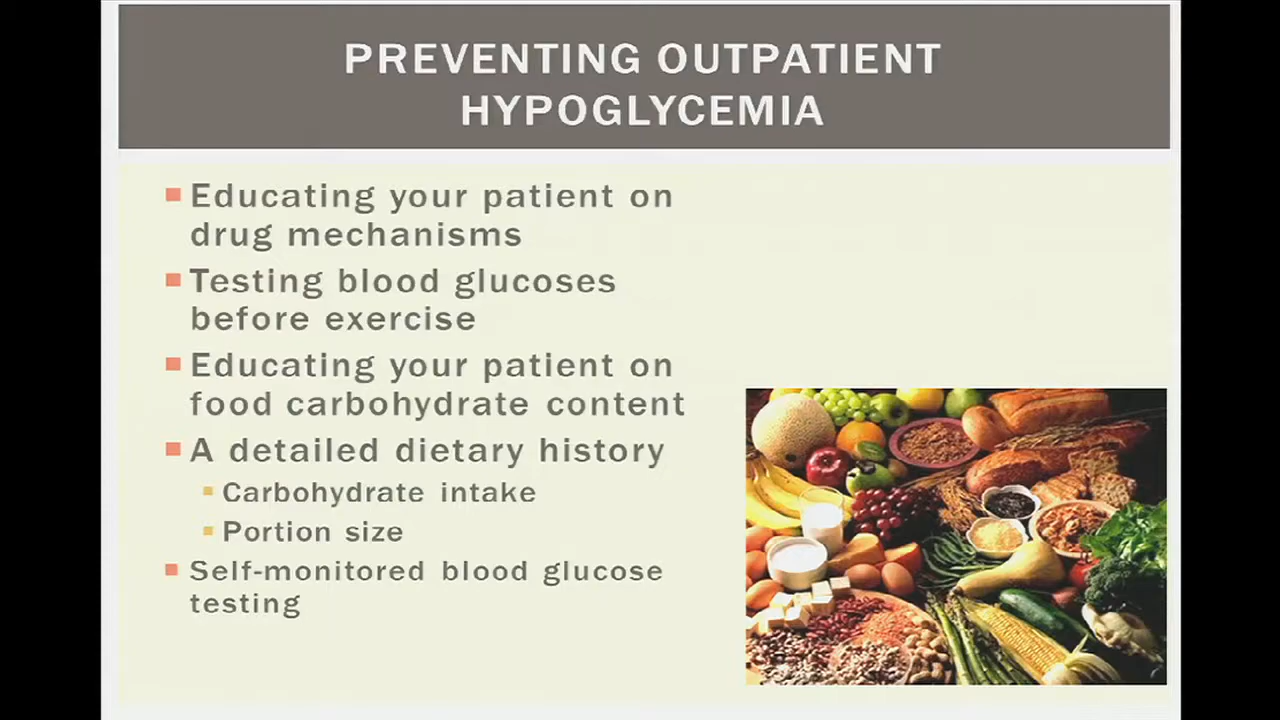 PREVENTING OUTPATIENT
HYPOGLYCEMIA
Educating your patient on
drug mechanisms
Testing blood glucoses
before exercise
Educating your patient on
food carbohydrate content
A detailed dietary history
Carbohydrate intake
Portion size
Self-monitored blood glucose
testing